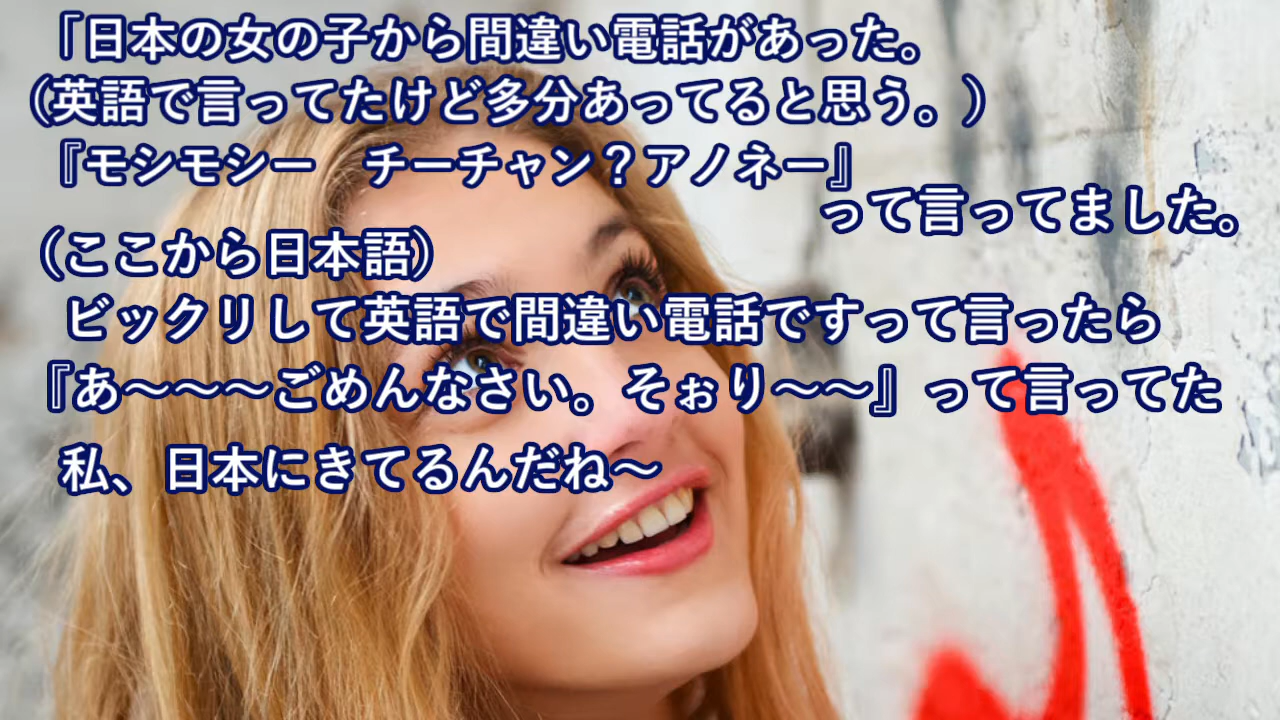 「日本の女の子から間違い電話があった。
（英語で言ってたけど多分あってると思う。）
『モシモシー　チーチャン？アノネー』
って言ってました。
（ここから日本語）
ビックリして英語で間違い電話ですって言ったら
『あ～～～ごめんなさい。そぉり～～』って言ってた
私、日本にきてるんだね～